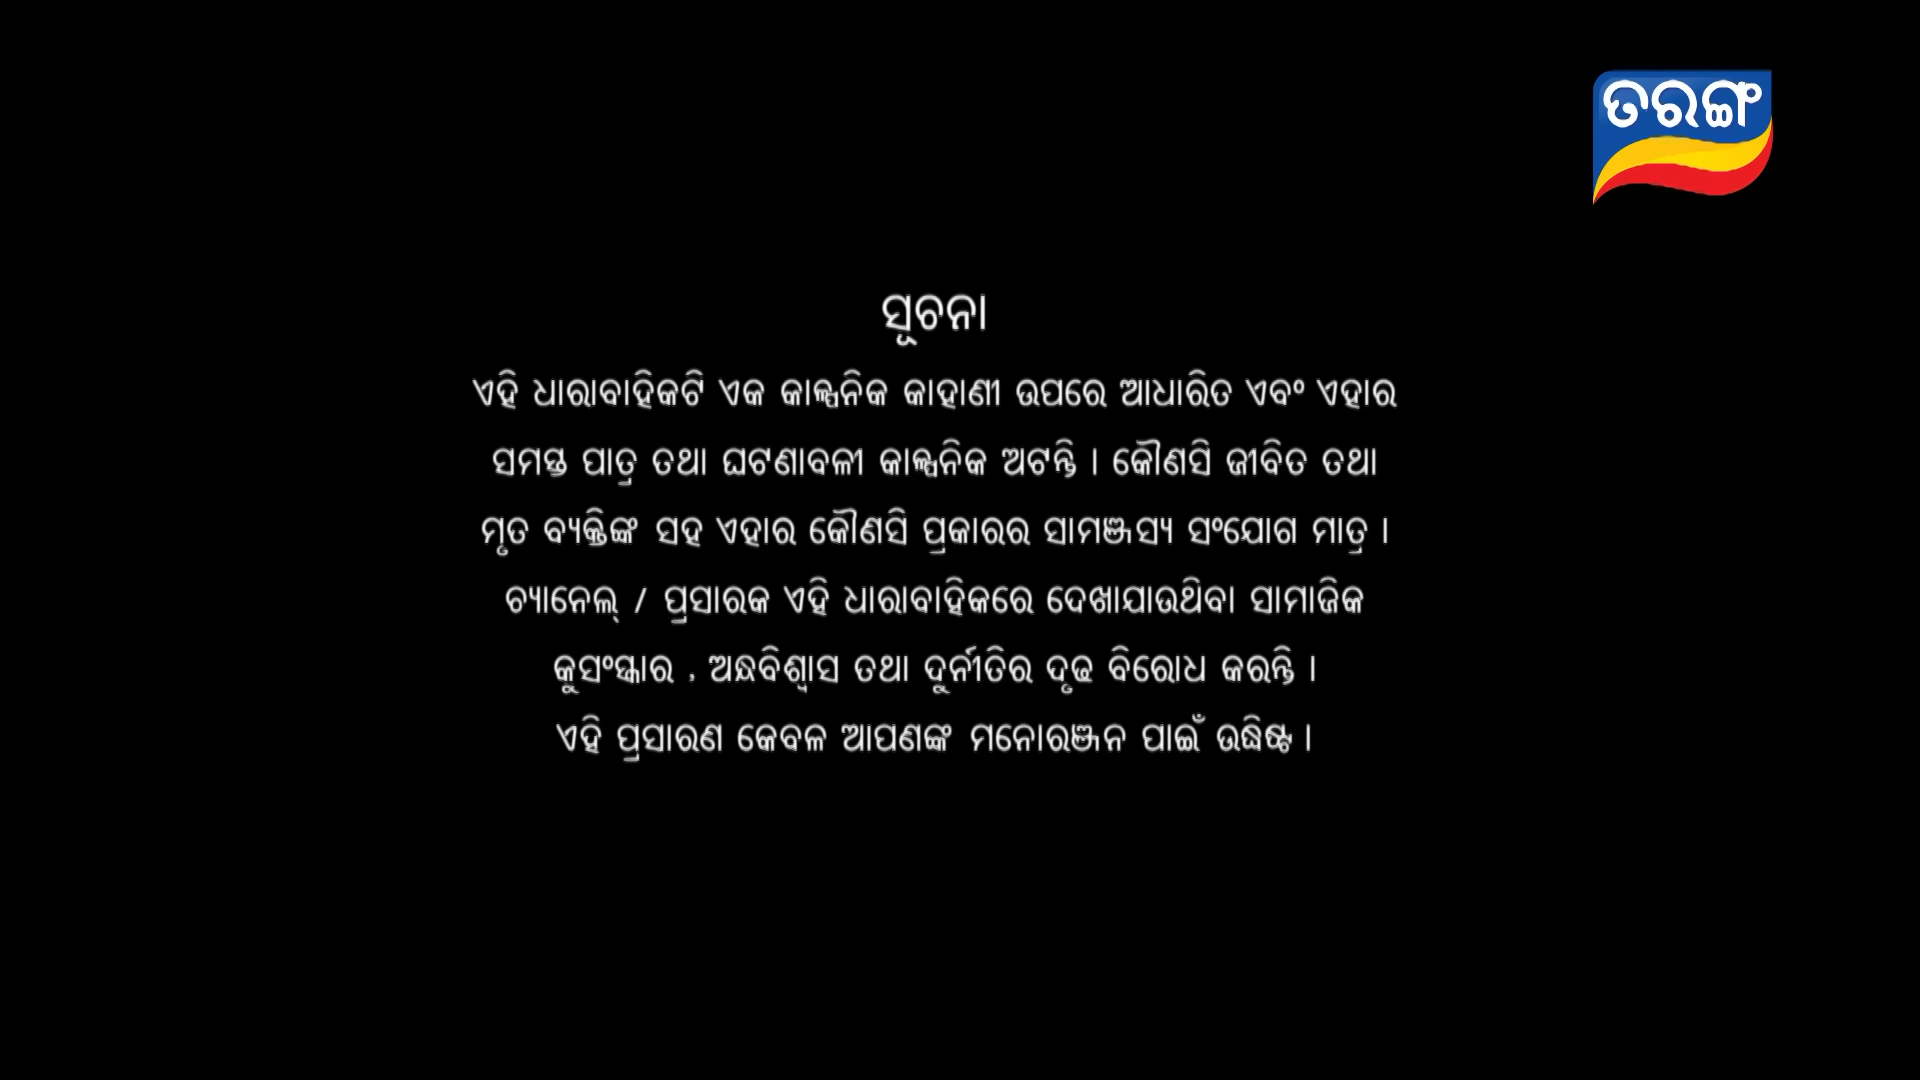 ତରଙ୍ଗ
ସୂଚନା
ଏହି ଧାରାବାହିକଟି ଏକ କାଳ୍ପନିକ କାହାଣୀ ଉପରେ ଆଧାରିତ ଏବଂ ଏହାର
ସମସ୍ତ ପାତ୍ର ତଥା ଘଟଣାବଳୀ କାଳ୍ପନିକ ଅଟନ୍ତି । କୌଣସି ଜୀବିତ ତଥା
ମୃତ ବ୍ୟକ୍ତିଙ୍କ ସହ ଏହାର କୌଣସି ପ୍ରକାରର ସାମଞ୍ଜସ୍ୟ ସଂଯୋଗ ମାତ୍ର ।
ଚ୍ୟାନେଲ୍ / ପ୍ରସାରକ ଏହି ଧାରାବାହିକରେ ଦେଖାଯାଉଥିବା ସାମାଜିକ
କୁସଂସ୍କାର , ଅନ୍ଧବିଶ୍ୱାସ ତଥା ଦୁର୍ନୀତିର ଦୃଢ ବିରୋଧ କରନ୍ତି ।
ଏହି ପ୍ରସାରଣ କେବଳ ଆପଣଙ୍କ ମନୋରଞ୍ଜନ ପାଇଁ ଉଦ୍ଧିଷ୍ଟ ।